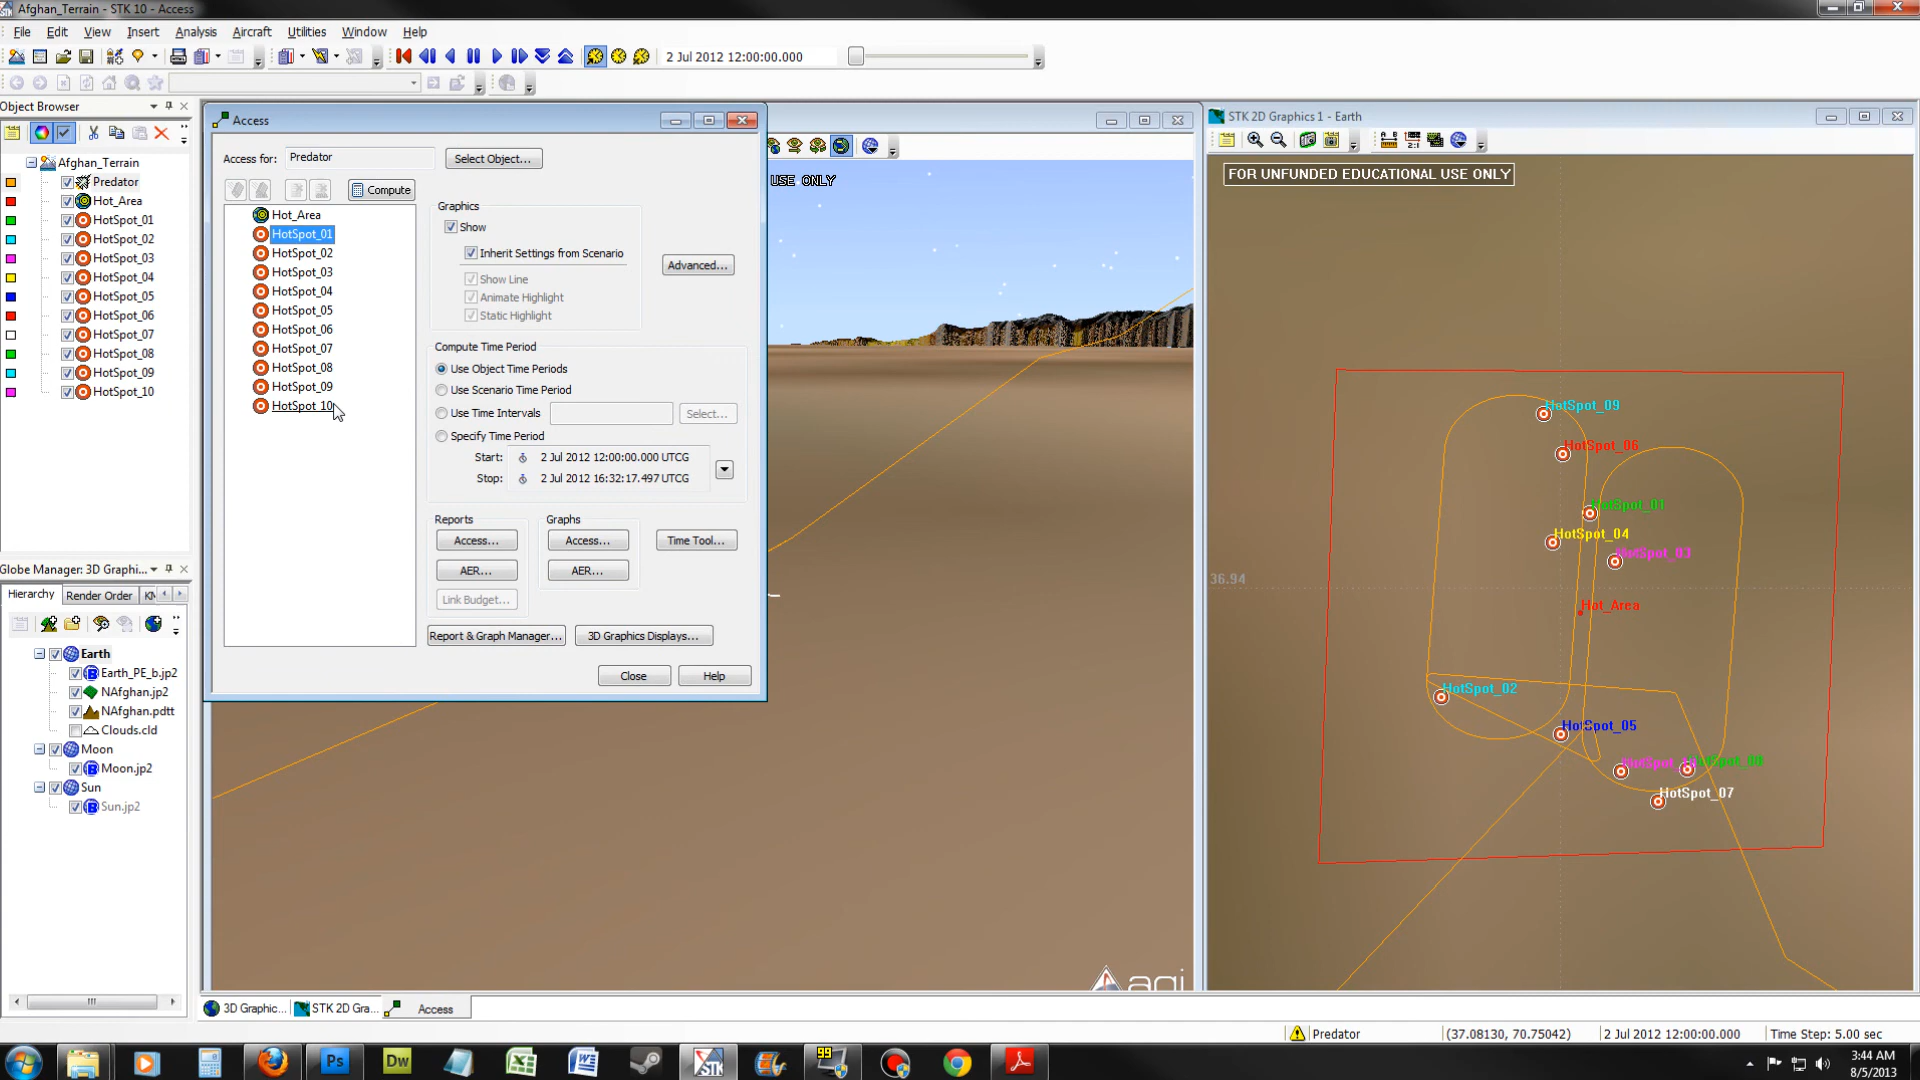 Afghan_Terrain - STK 10 - Access
File Edit View Insert Analysis Aircraft Utilities Window Help
2 Jul 2012 12:00:00.000
Object Browser
Afghan_Terrain
Predator
Hot_Area
HotSpot_01
HotSpot_02
HotSpot_03
HotSpot_04
HotSpot_05
HotSpot_06
HotSpot_07
HotSpot_08
HotSpot_09
HotSpot_10
Globe Manager: 3D Graphi...
Hierarchy Render Order
Earth
Earth_PE_b.jp2
NAfghan.jp2
NAfghan.pdtt
Clouds.cld
Moon
Moon.jp2
Sun
Sun.jp2
Access
Access for: Predator Select Object...
Compute
Hot_Area
HotSpot_01
HotSpot_02
HotSpot_03
HotSpot_04
HotSpot_05
HotSpot_06
HotSpot_07
HotSpot_08
HotSpot_09
HotSpot_10
Graphics
Show
Inherit Settings from Scenario
Show Line
Animate Highlight
Static Highlight
Advanced...
Compute Time Period
Use Object Time Periods
Use Scenario Time Period
Use Time Intervals Select...
Specify Time Period
Start: 2 Jul 2012 12:00:00.000 UTCG
Stop: 2 Jul 2012 16:32:17.497 UTCG
Reports Graphs
Access... Access... Time Tool...
AER... AER...
Link Budget...
Report & Graph Manager... 3D Graphics Displays...
Close Help
USE ONLY
agi
STK 2D Graphics 1 - Earth
FOR UNFUNDED EDUCATIONAL USE ONLY
HotSpot_09
HotSpot_06
HotSpot_01
HotSpot_04
HotSpot_03
36.94
Hot_Area
HotSpot_02
HotSpot_05
HotSpot_07
3D Graphic... STK 2D Gra... Access
Predator (37.08130, 70.75042) 2 Jul 2012 12:00:00.000 Time Step: 5.00 sec
Ps Dw STK 99
3:44 AM
8/5/2013